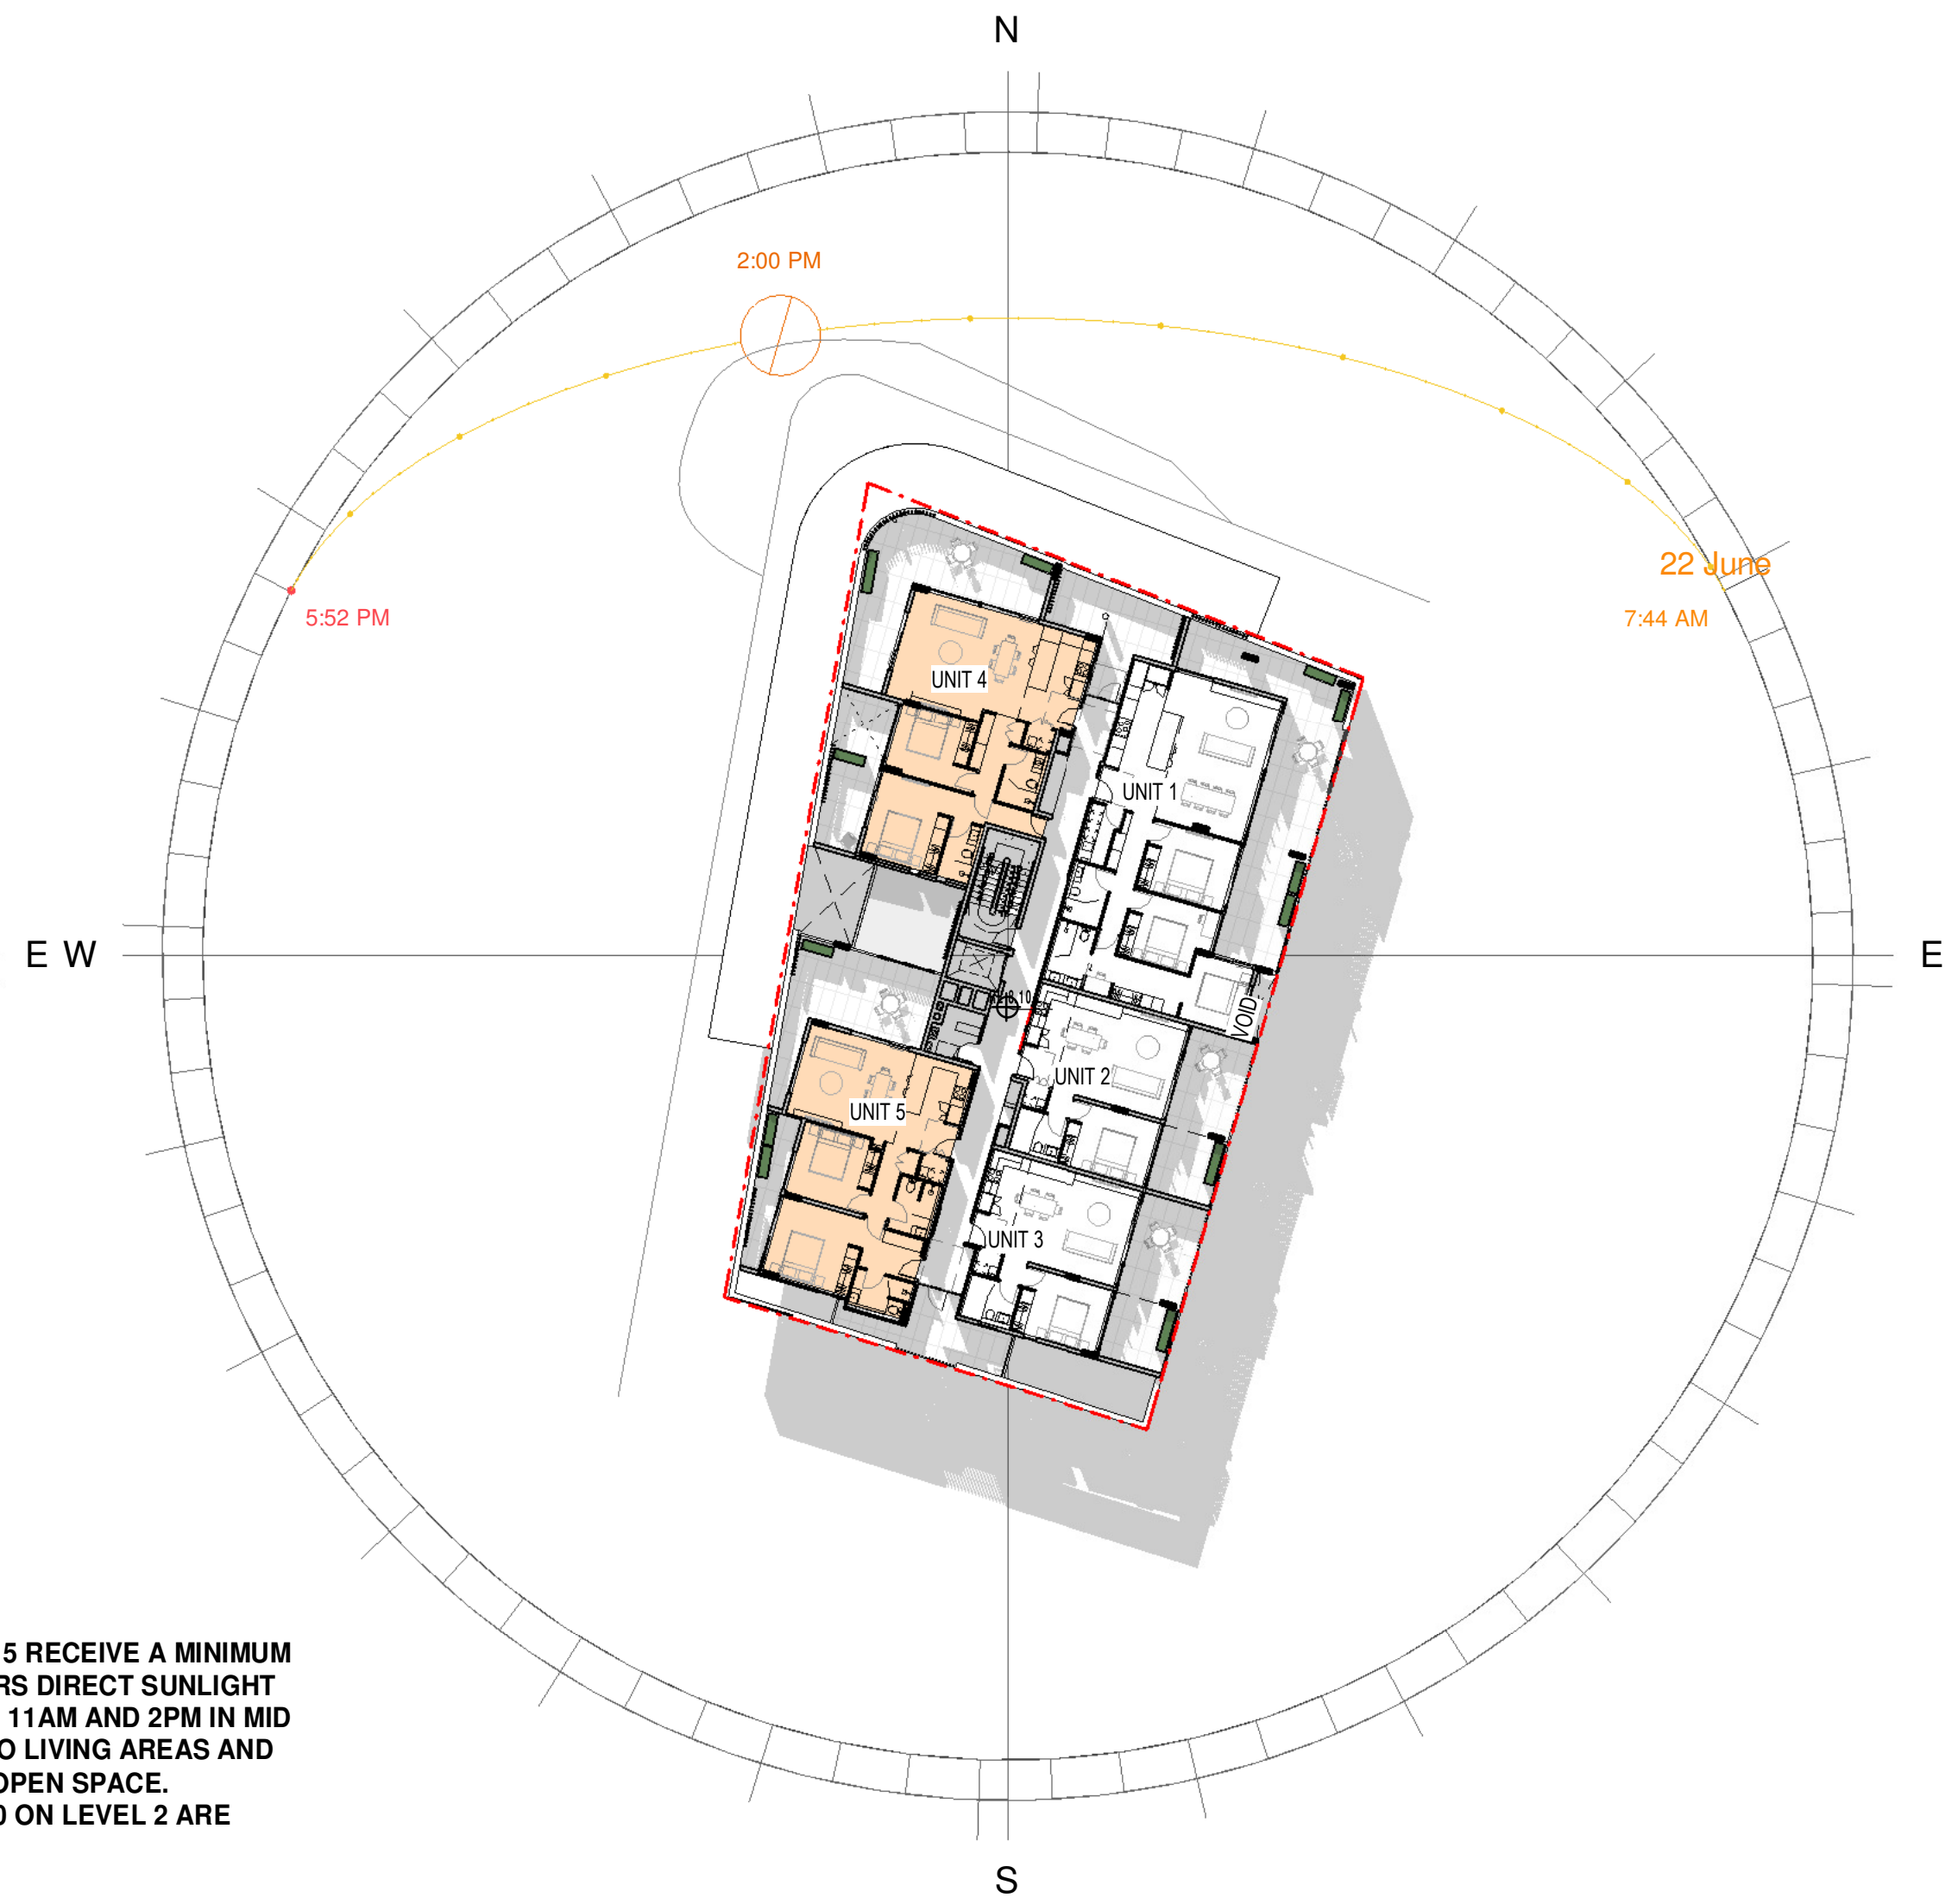 N
2:00 PM
22 June
5:52 PM
7:44 AM
UNIT 4
UNIT 1
E W
E
VOID
UNIT 2
UNIT 5
UNIT 3
5 RECEIVE A MINIMUM
RS DIRECT SUNLIGHT
11AM AND 2PM IN MID
O LIVING AREAS AND
OPEN SPACE.
0 ON LEVEL 2 ARE
S